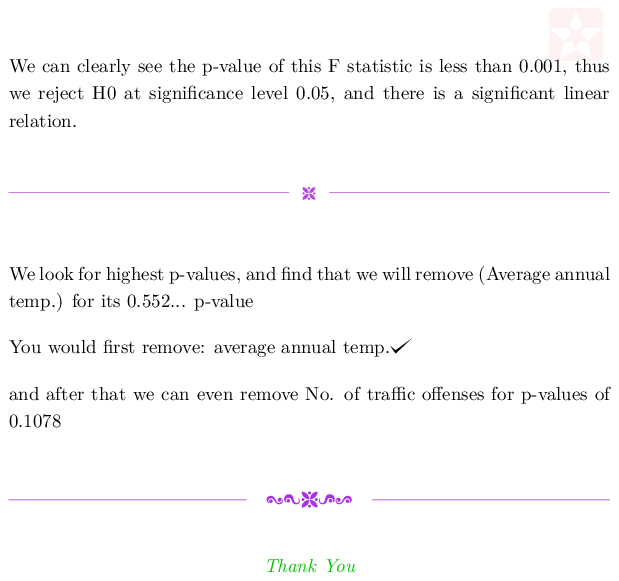 We can clearly see the p-value of this F statistic is less than 0.001, thus
we reject H0 at significance level 0.05, and there is a significant linear
relation.
We look for highest p-values, and find that we will remove (Average annual
temp.) for its 0.552... p-value
You would first remove: average annual temp.✓
and after that we can even remove No. of traffic offenses for p-values of
0.1078
Thank You